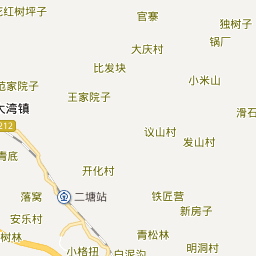 花红树坪子
官寨
独树子
锅厂
大庆村
比发块
小米山
范家院子
王家院子
大湾镇
滑石
212
议山村
发山村
青底
开化村
落窝
二塘站
铁匠营
新房子
安乐村
树林
青松林
小格扭
白泥沟
明洞村